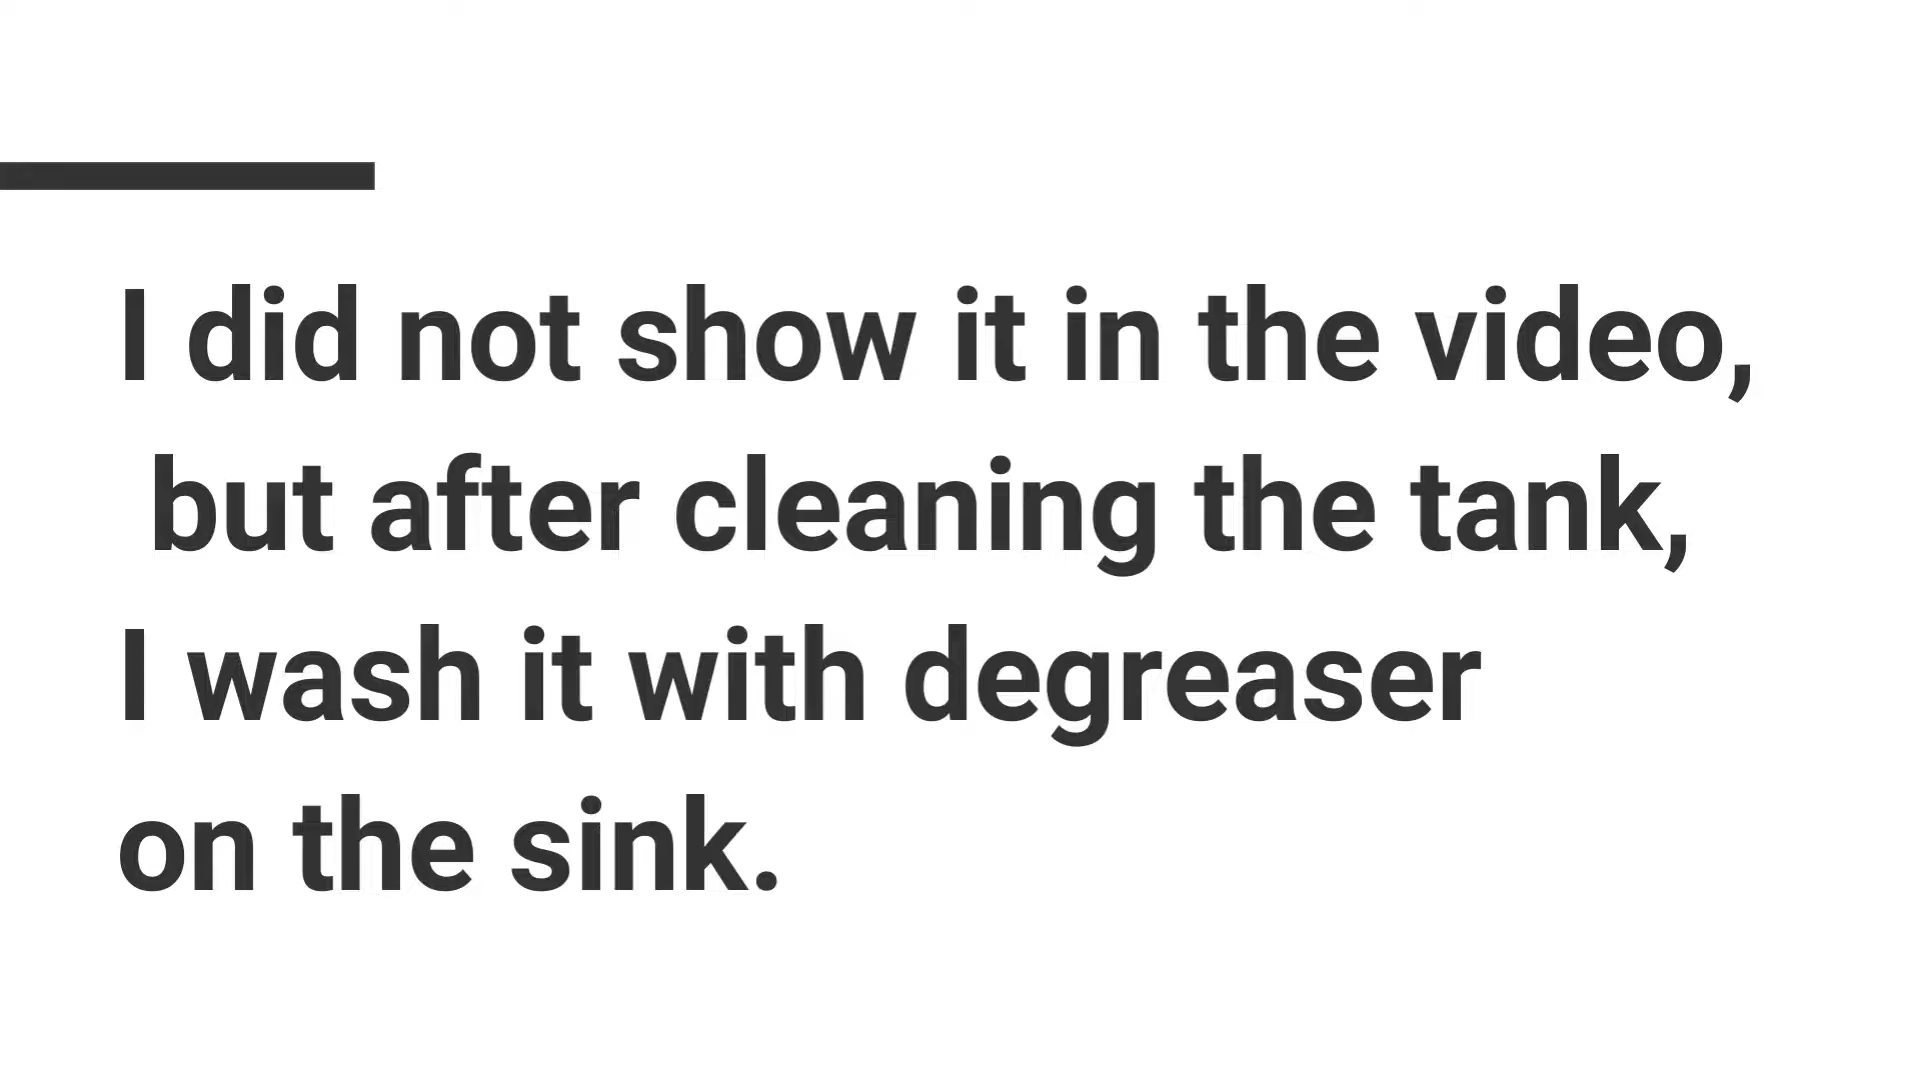 I did not show it in the video,
but after cleaning the tank,
I wash it with degreaser
on the sink.